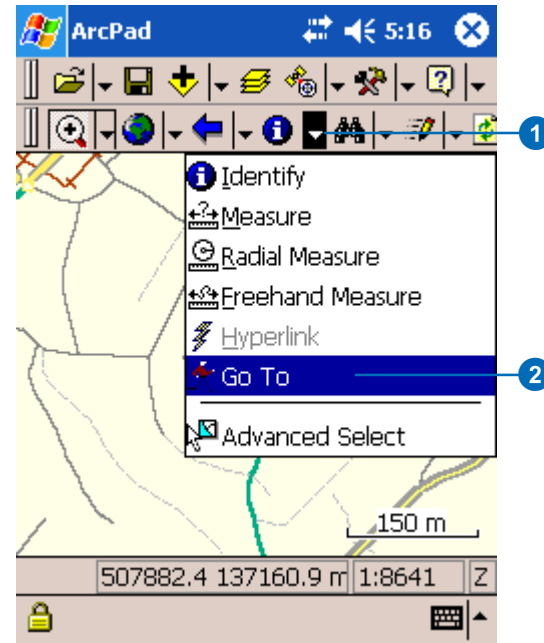 ArcPad 5:16
1
Identify
Measure
Radial Measure
Freehand Measure
Hyperlink
Go To
2
Advanced Select
150 m
507882.4 137160.9 m 1:8641 Z